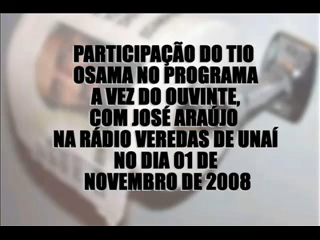 PARTICIPAÇÃO DO TIO
OSAMA NO PROGRAMA
A VEZ DO OUVINTE,
COM JOSÉ ARAÚJO
NA RÁDIO VEREDAS DE UNAÍ
NO DIA 01 DE
NOVEMBRO DE 2008